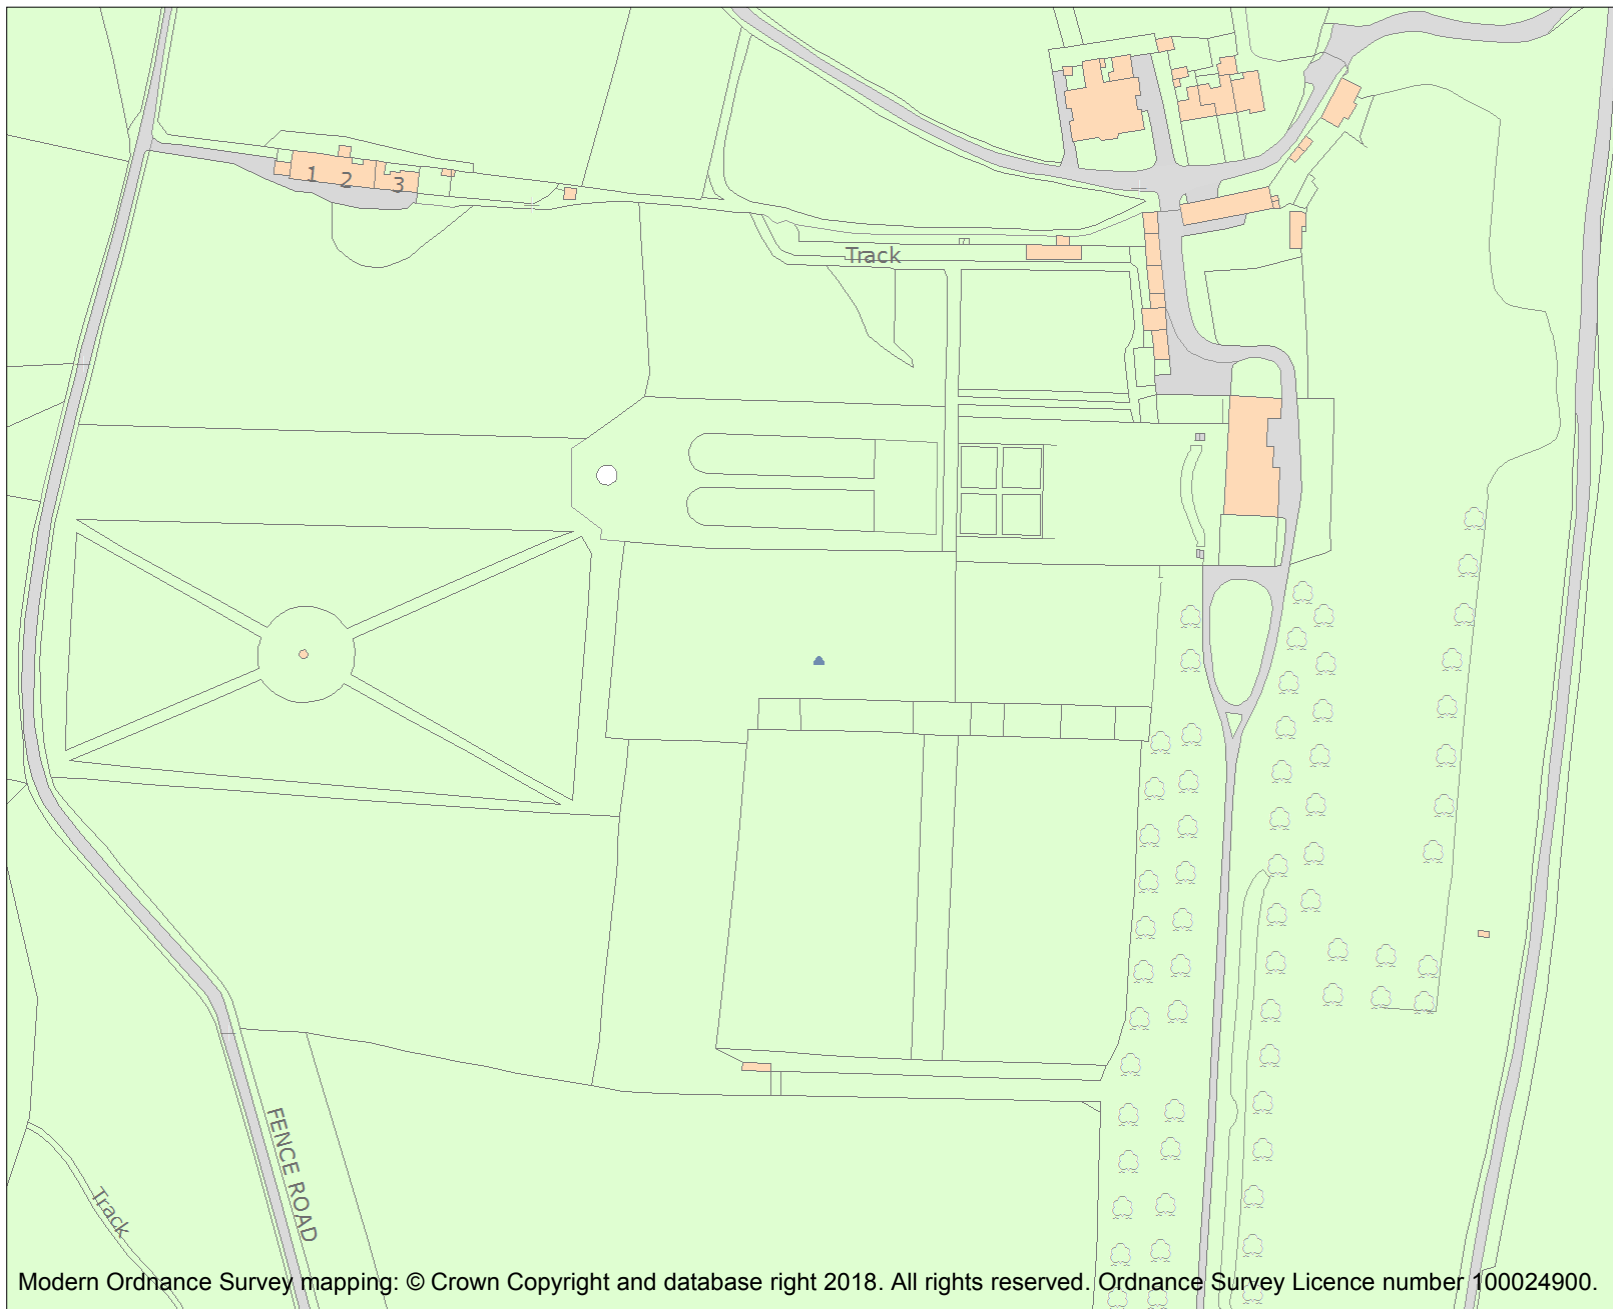 1
2
3
Track
FENCE ROAD
Track
Modern Ordnance Survey mapping: © Crown Copyright and database right 2018. All rights reserved. Ordnance Survey Licence number 100024900.